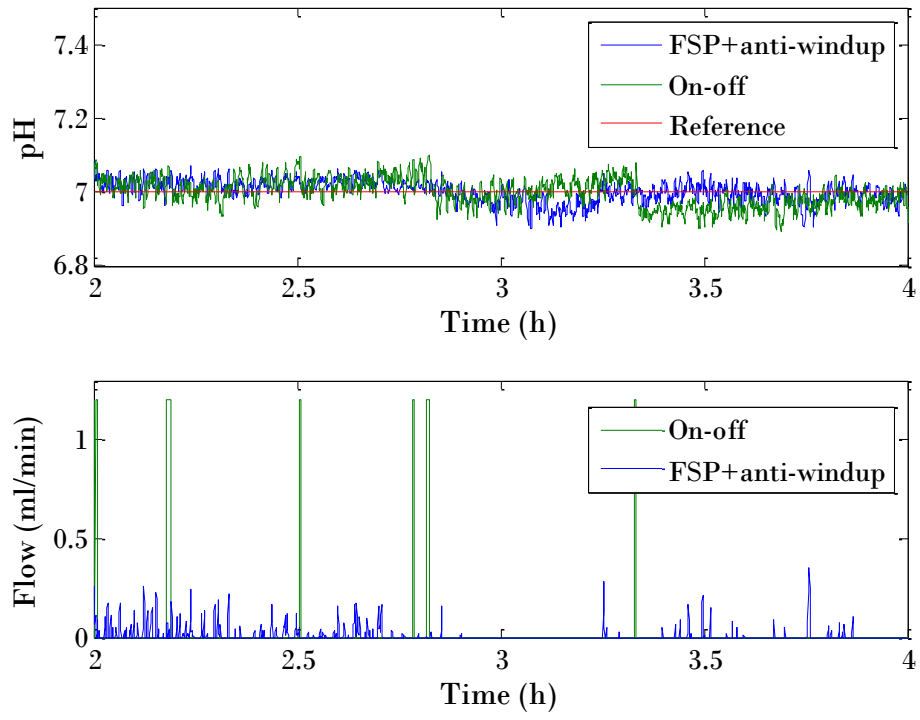 7.4
7.2
7
6.8
pH
FSP+anti-windup
On-off
Reference
2
2.5
3
3.5
4
Time (h)
1
0.5
0
Flow (ml/min)
On-off
FSP+anti-windup
2
2.5
3
3.5
4
Time (h)